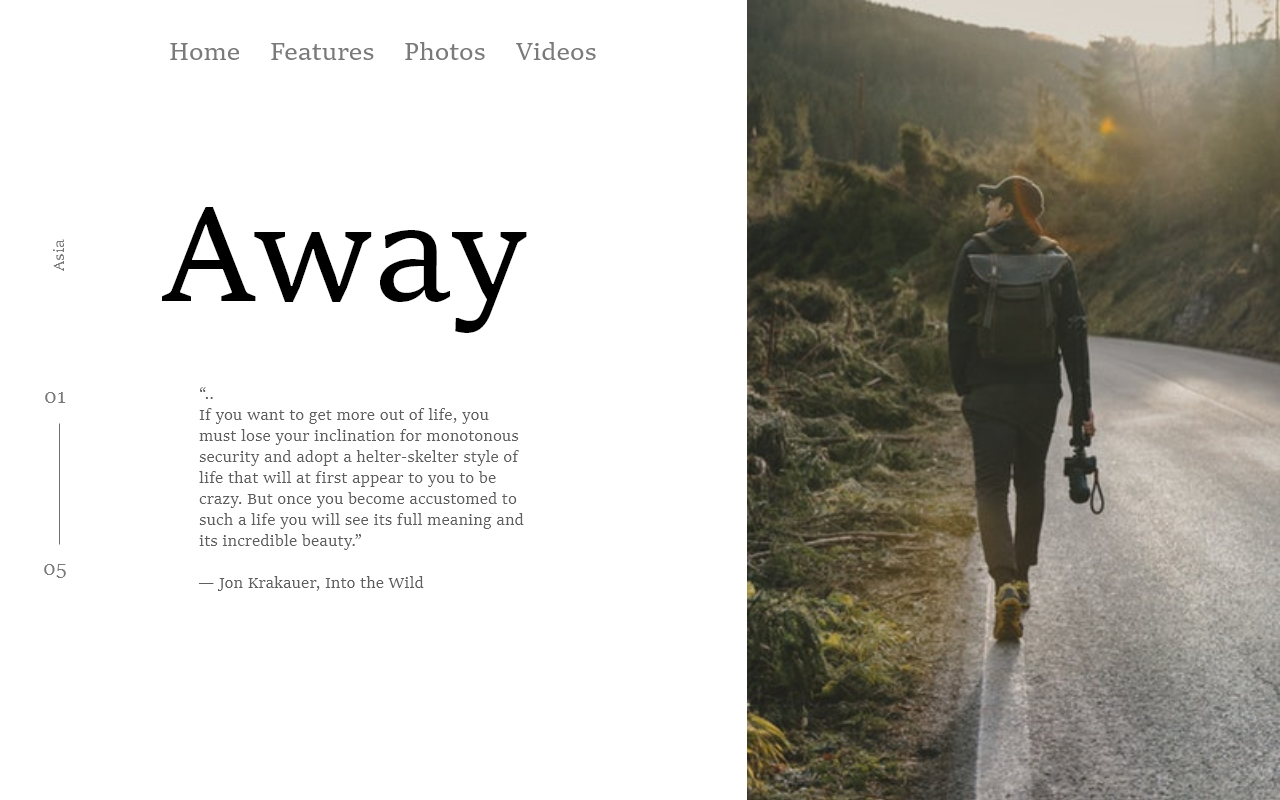 Home Features Photos Videos
Away
Asia
01
05
“..
If you want to get more out of life, you
must lose your inclination for monotonous
security and adopt a helter-skelter style of
life that will at first appear to you to be
crazy. But once you become accustomed to
such a life you will see its full meaning and
its incredible beauty.”
— Jon Krakauer, Into the Wild